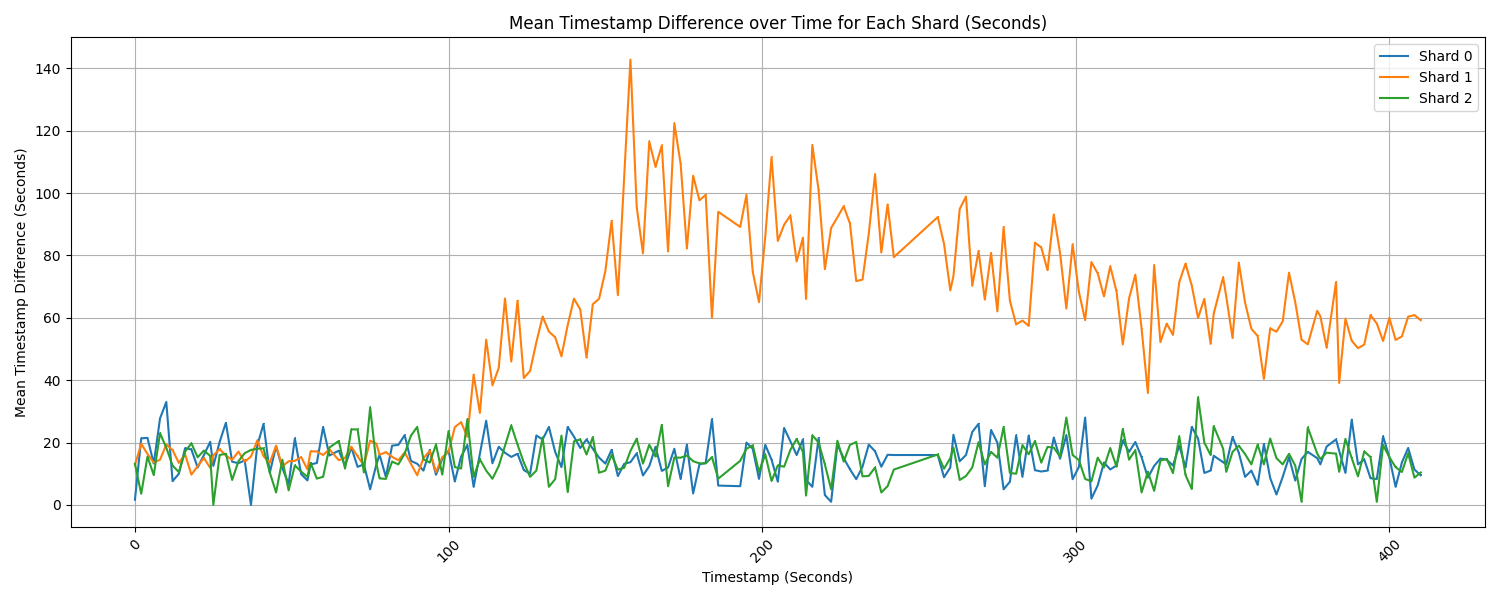 Mean Timestamp Difference over Time for Each Shard (Seconds)
Shard 0
Shard 1
Shard 2
Mean Timestamp Difference (Seconds)
140
120
100
80
60
40
20
0
0
100
200
300
400
Timestamp (Seconds)